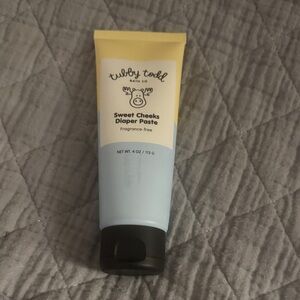 tubby todd
BATH CO.
Sweet Cheeks
Diaper Paste
Fragrance-free
NET WT. 4 OZ / 113 G